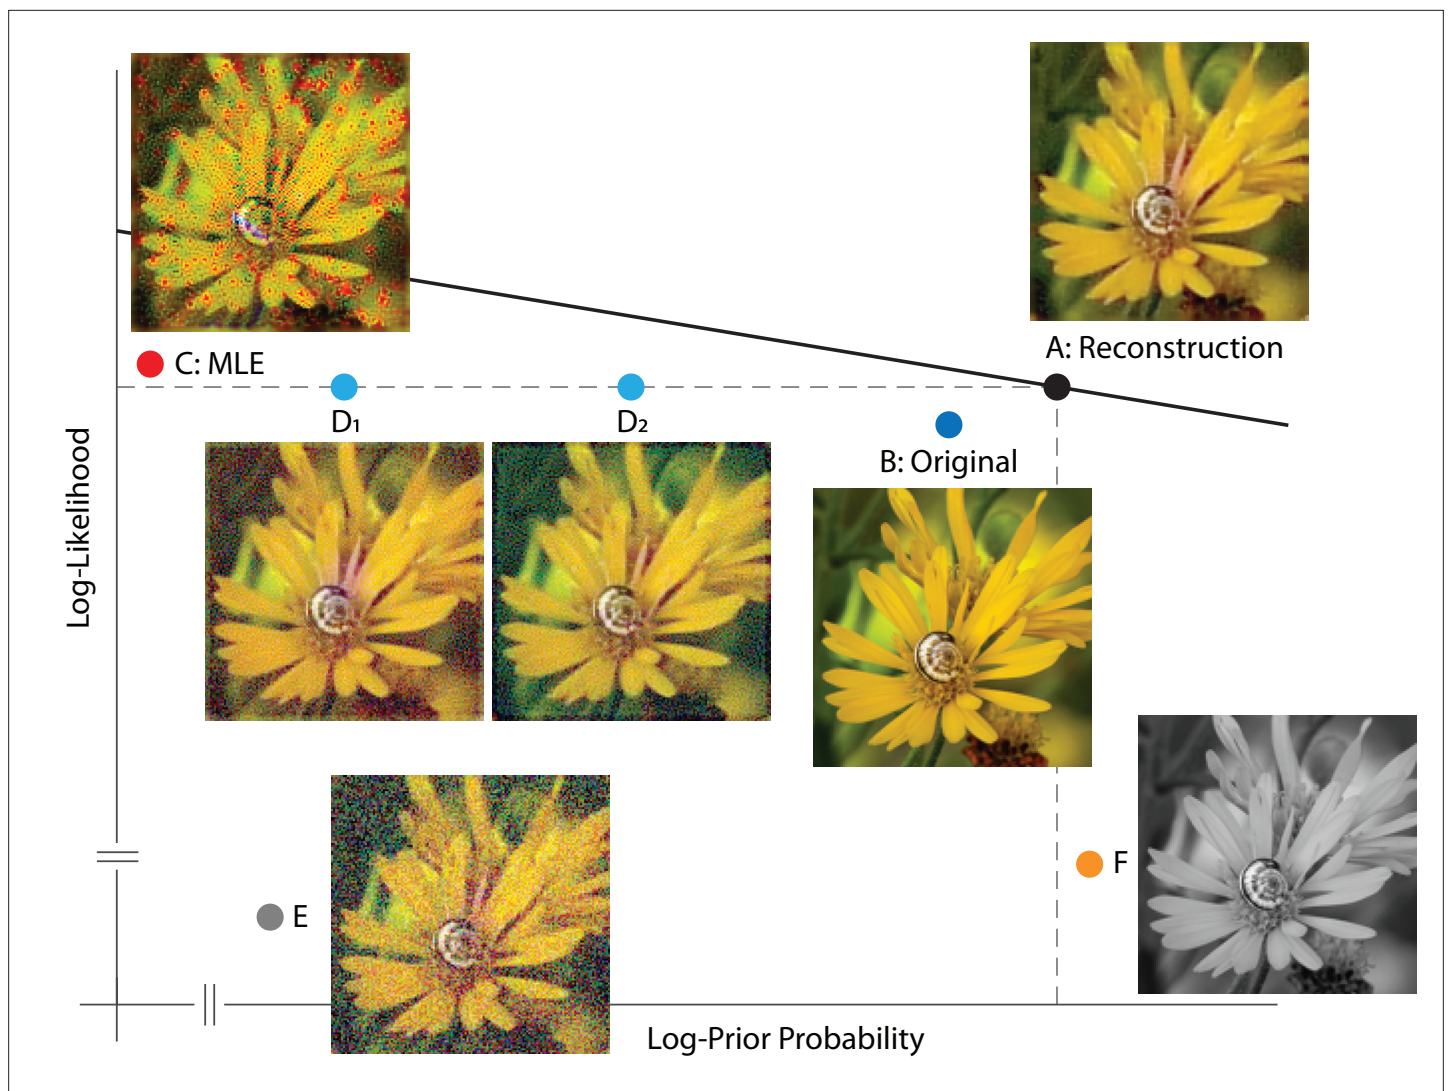 A: Reconstruction
C: MLE
D1
D2
B: Original
Log-Likelihood
F
E
Log-Prior Probability